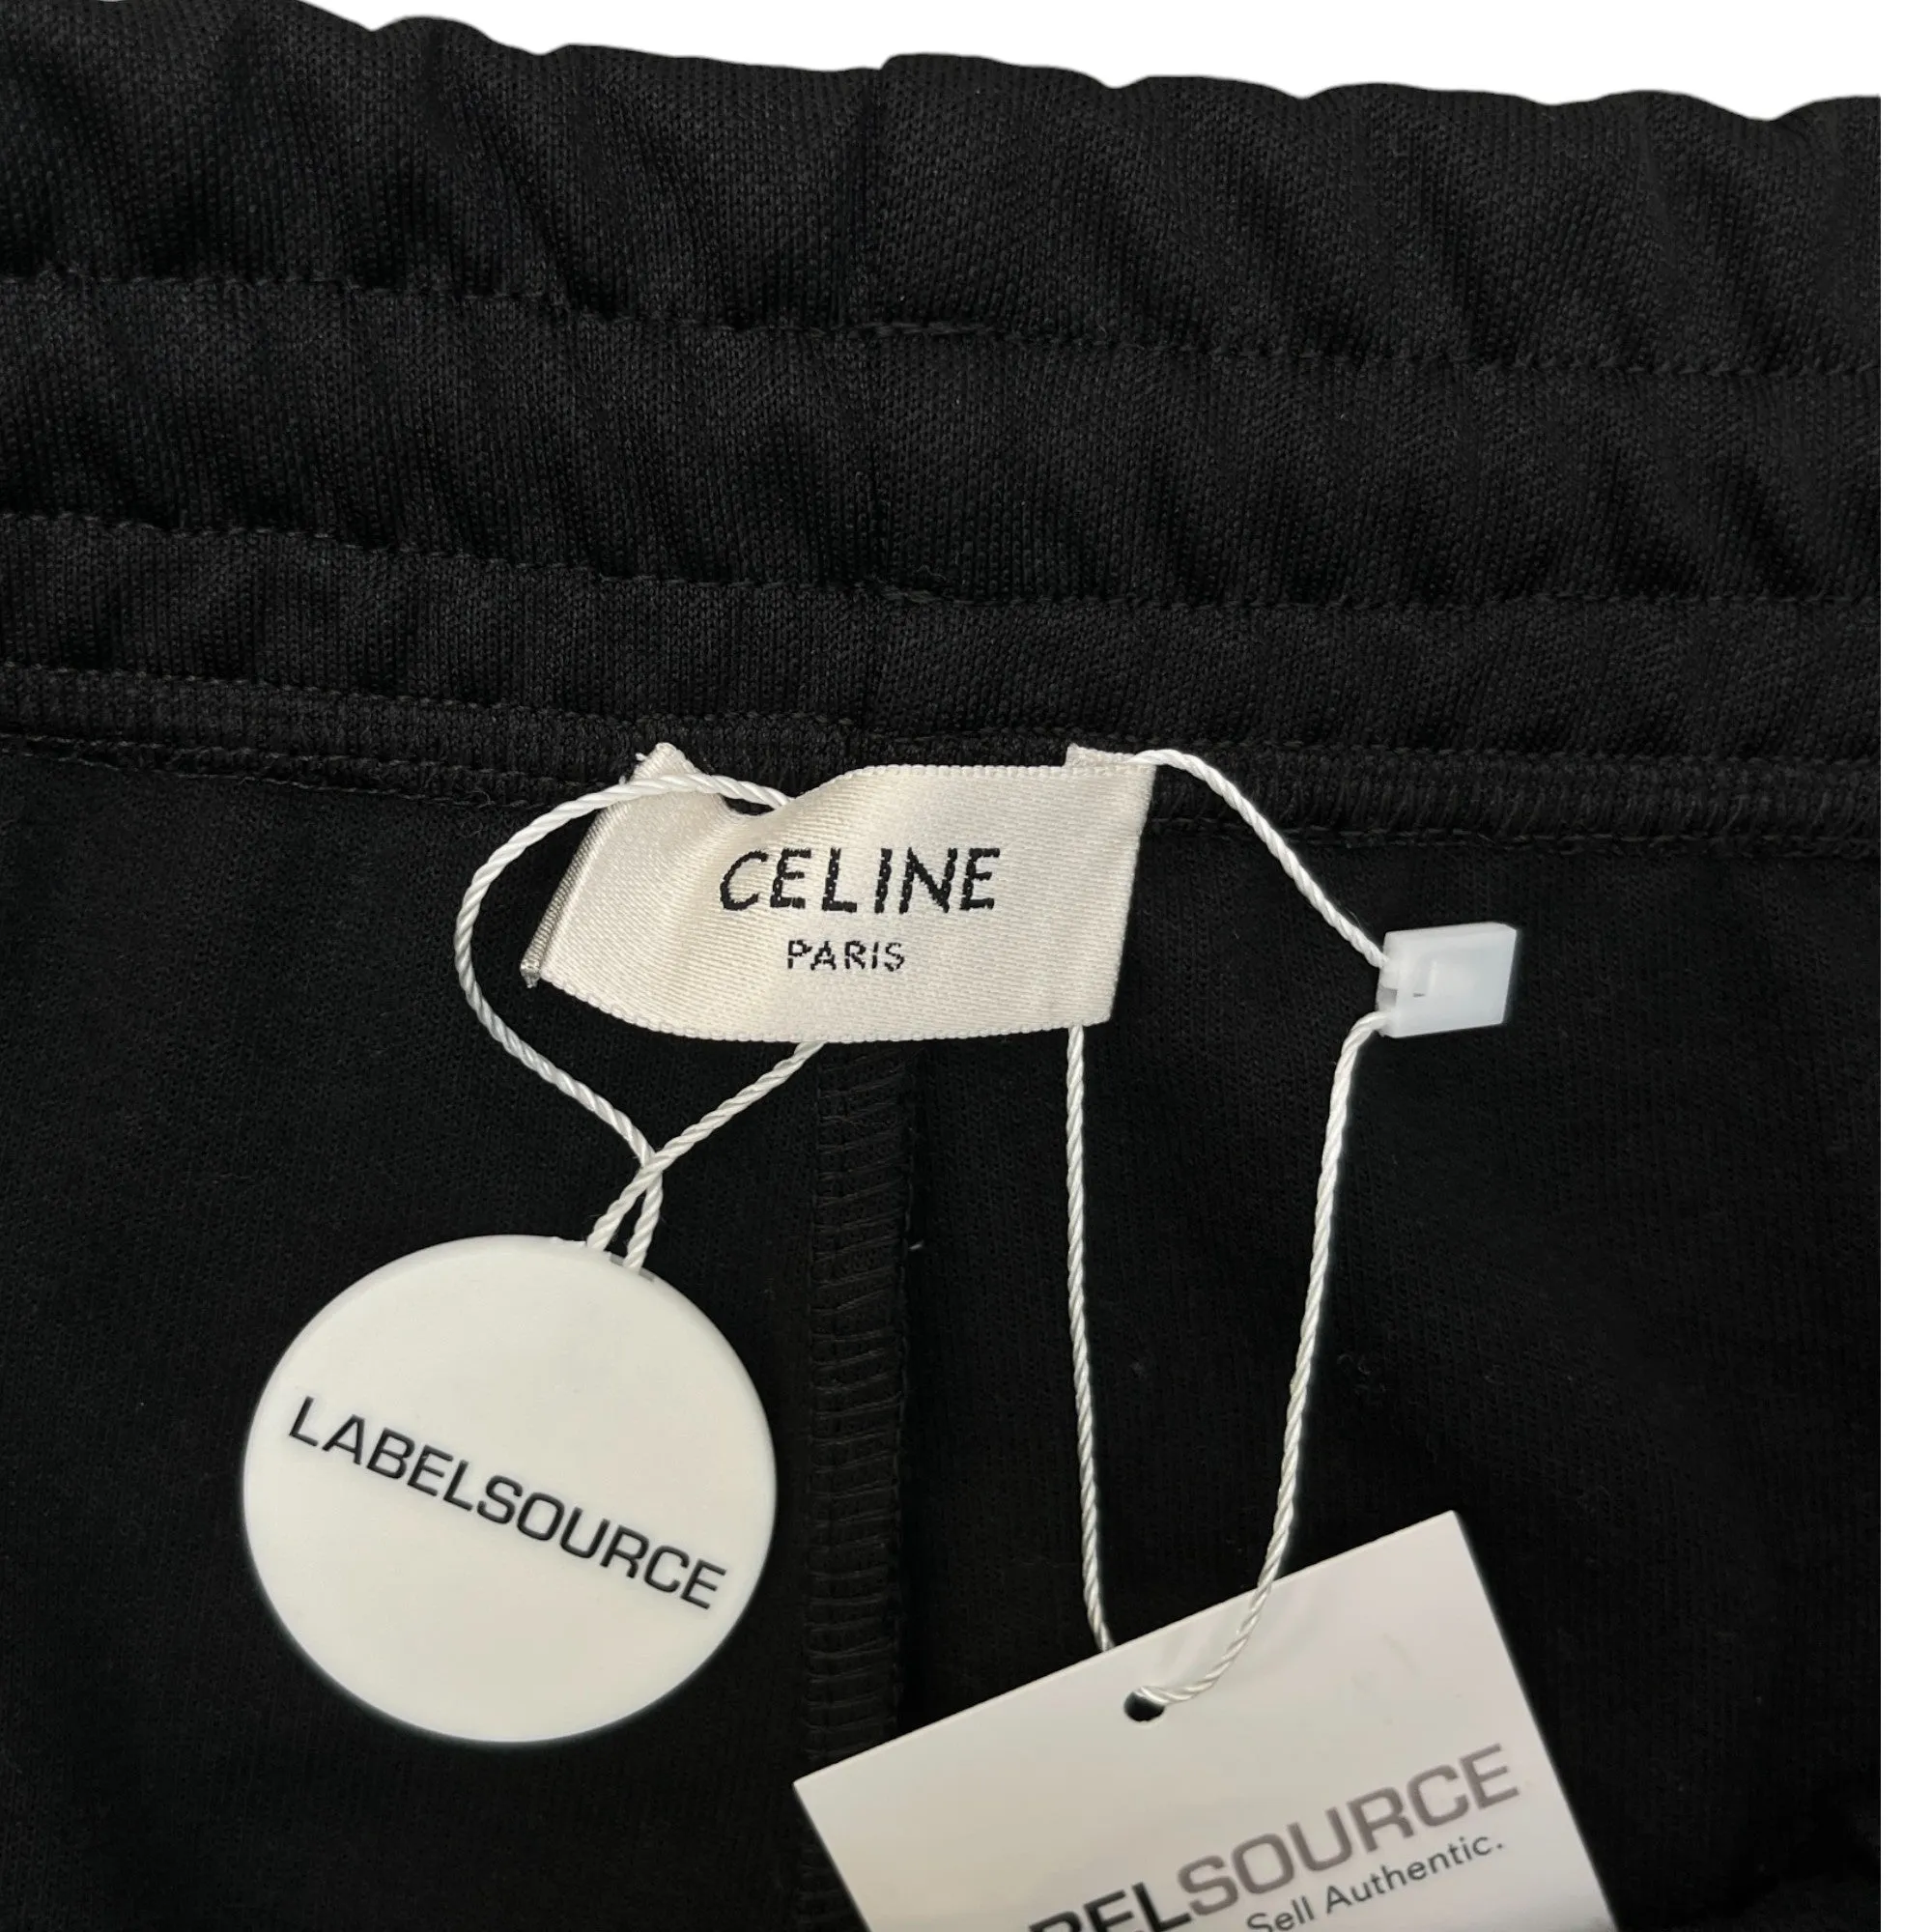 CELINE
PARIS
LABELSOURCE
BELSOURCE
Sell Authentic.